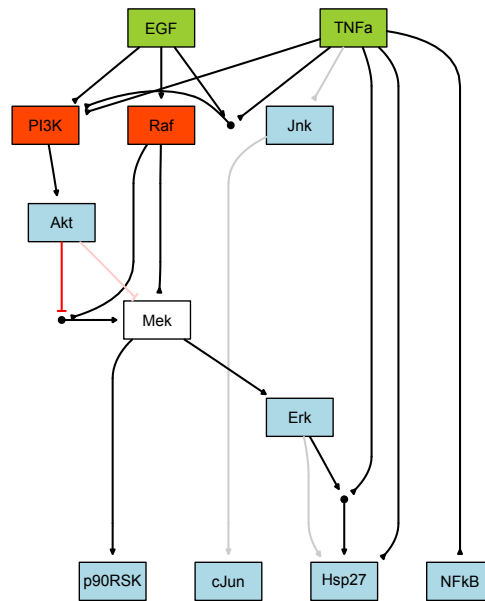 EGF
TNFa
PI3K
Raf
Jnk
Akt
Mek
Erk
p90RSK
cJun
Hsp27
NFkB